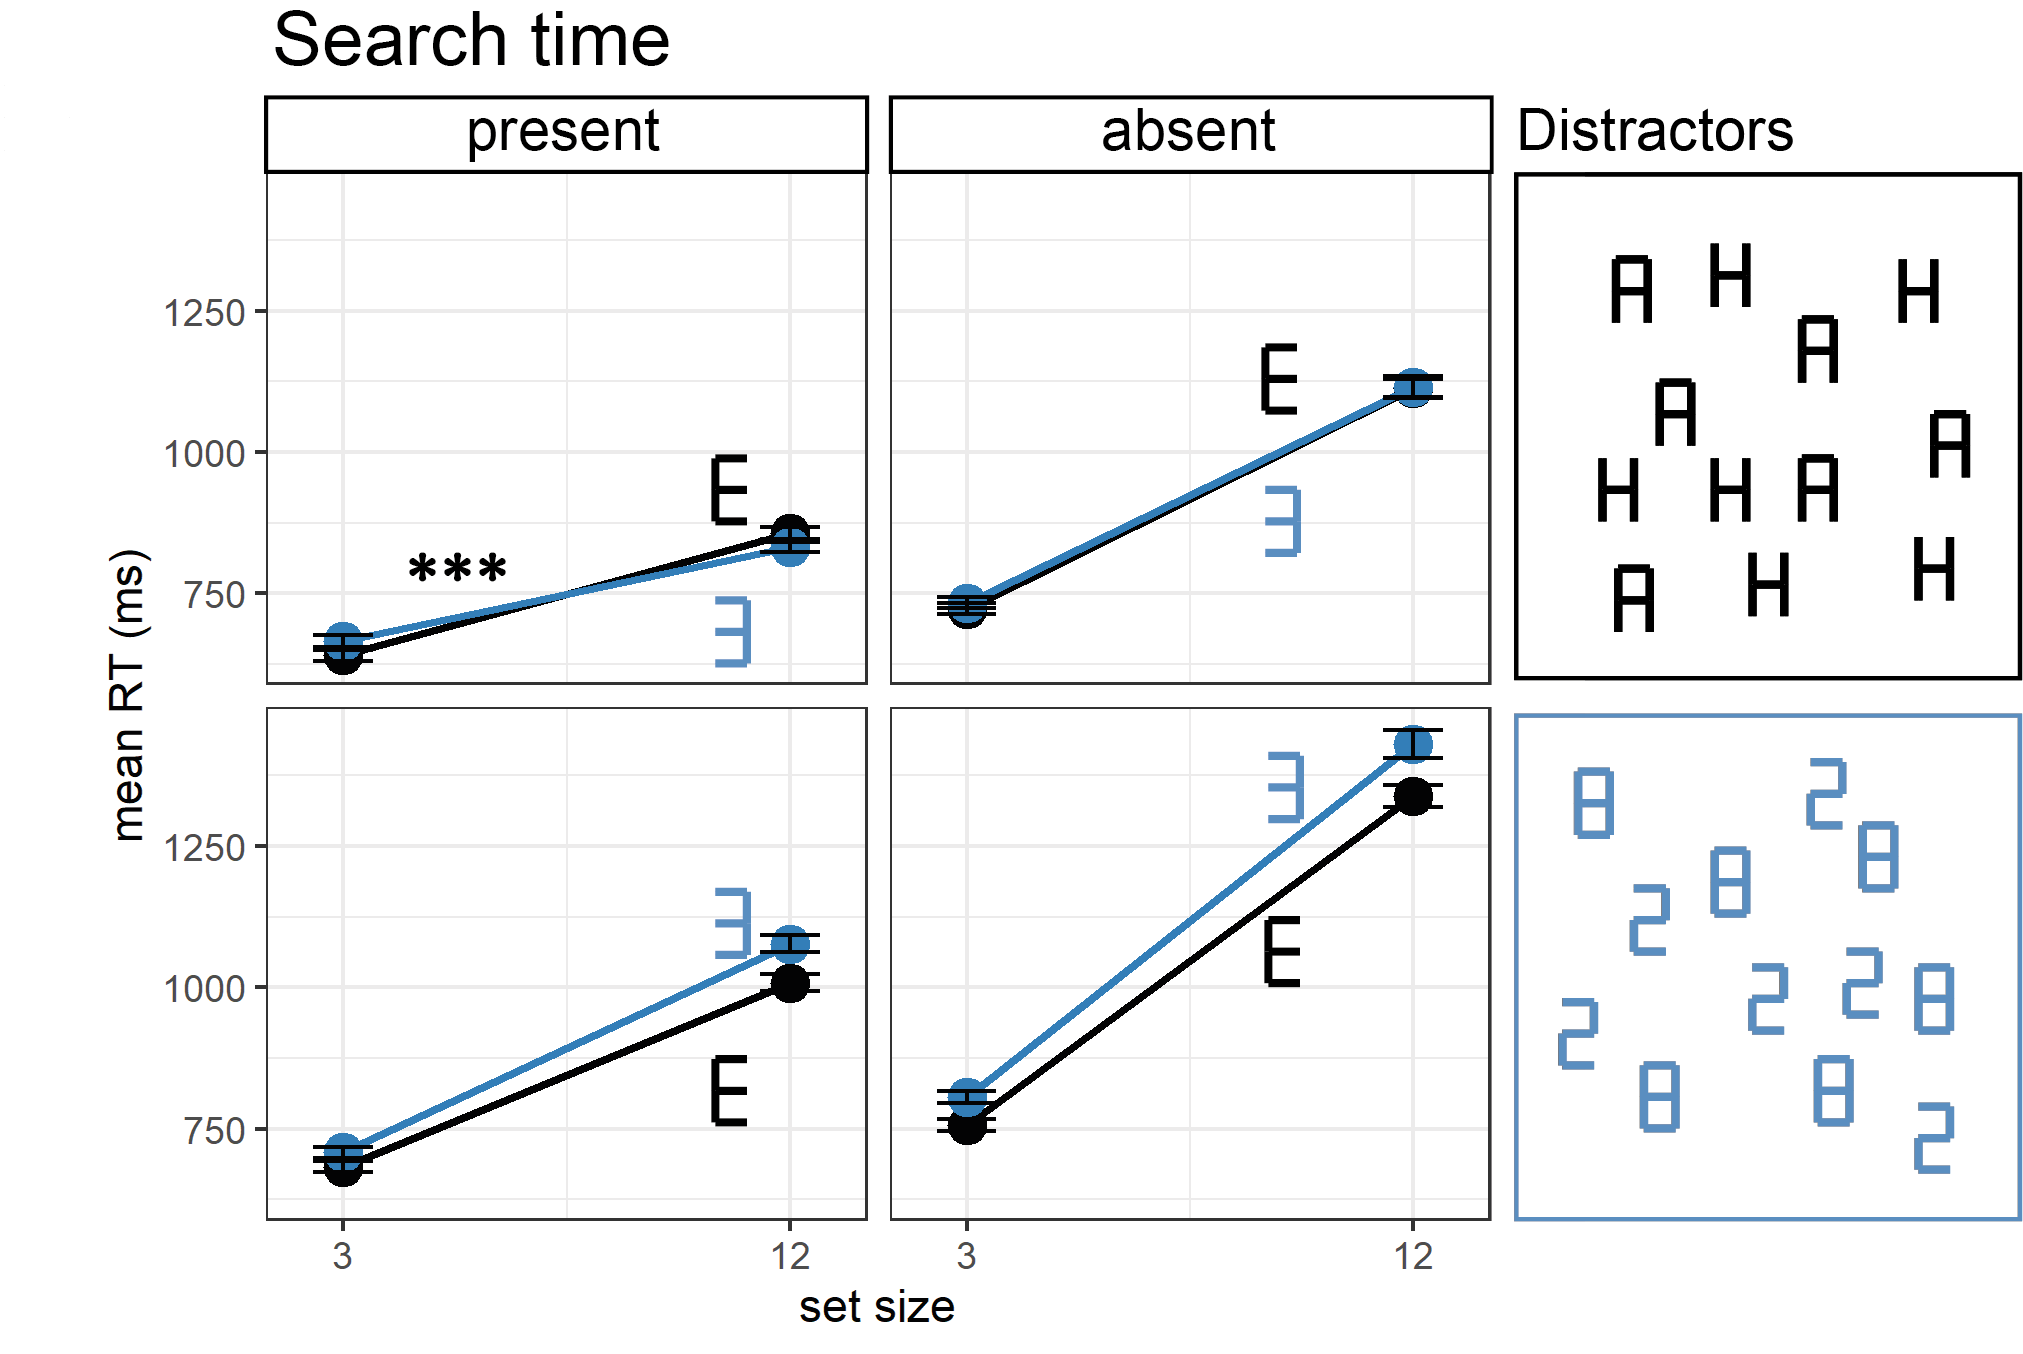 Search time
present
absent
Distractors
mean RT (ms)
1250
1000
750
E
3
***
E
3
A H H
A
A
A
H H A
H
A H
1250
1000
750
3
E
3
E
8 2
8
8
2
2 2 8
2
8 8
2
3 12
3 12
set size